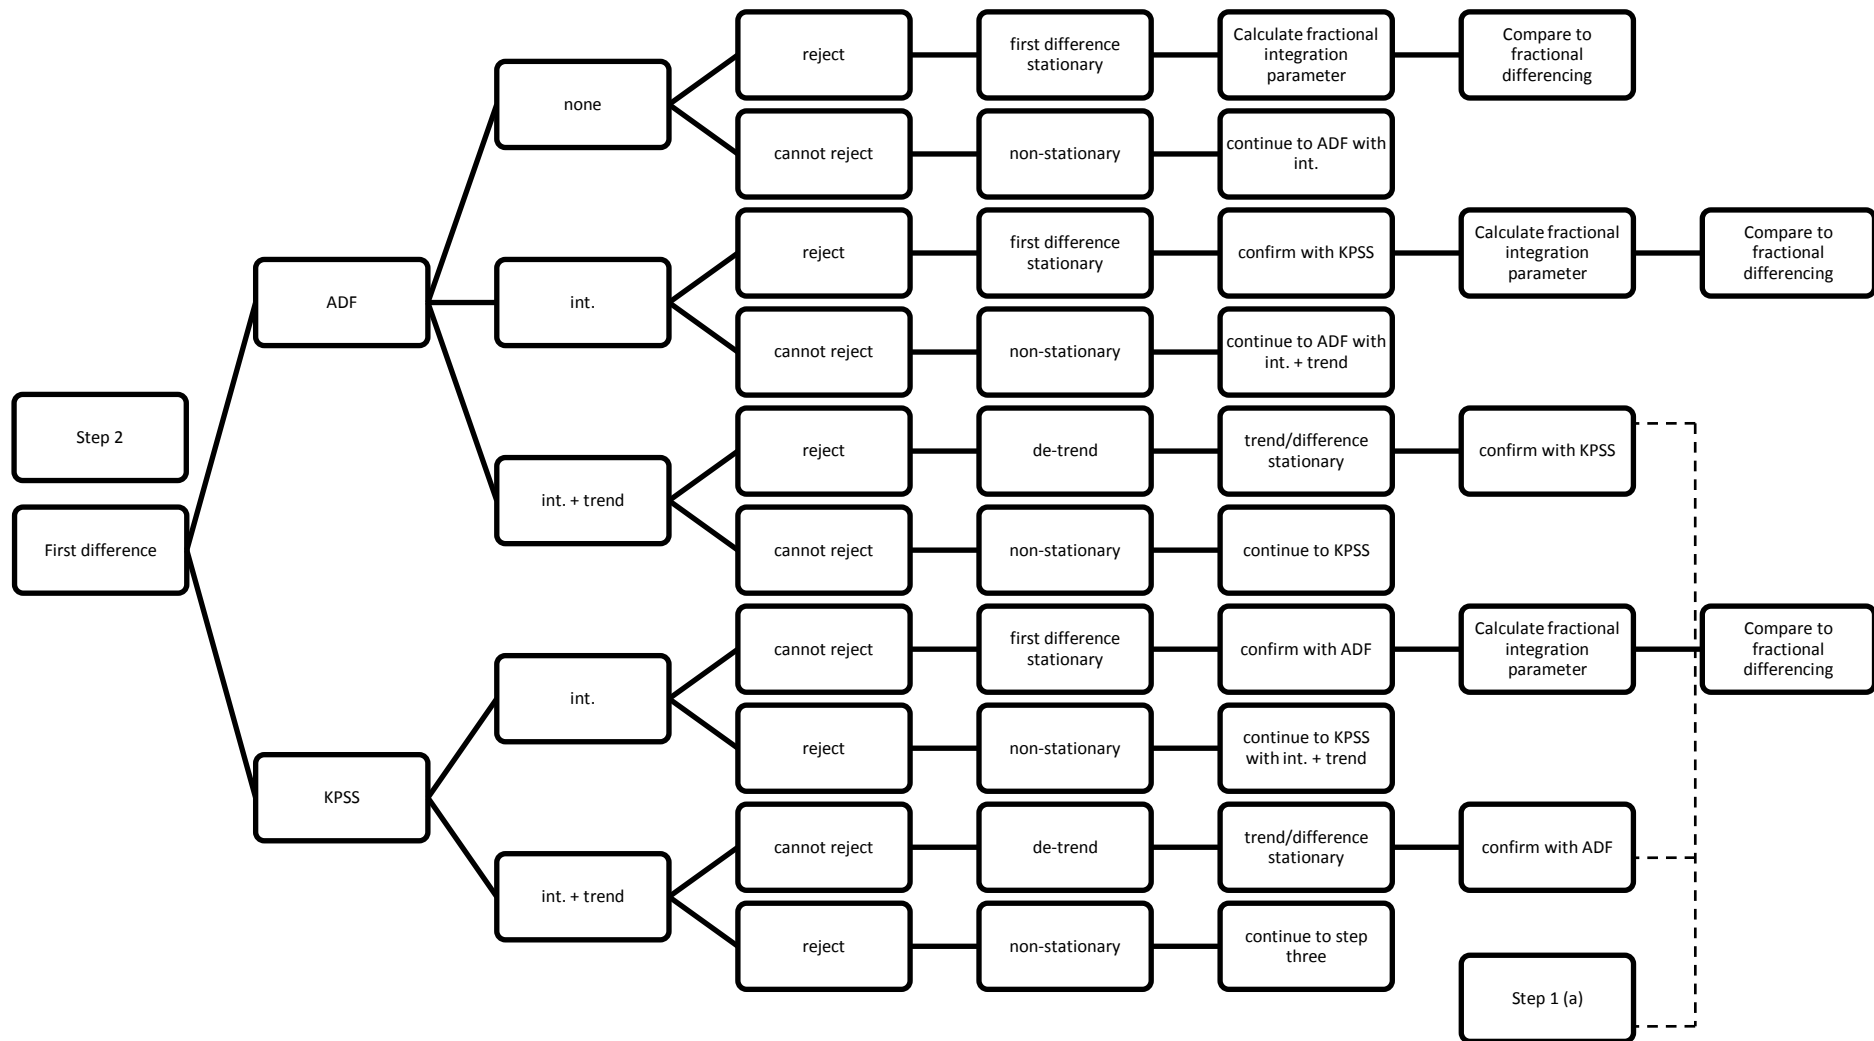 reject
first difference
stationary
Calculate fractional
integration
parameter
Compare to
fractional
differencing
none
cannot reject
non-stationary
continue to ADF with
int.
ADF
int.
reject
first difference
stationary
confirm with KPSS
Calculate fractional
integration
parameter
Compare to
fractional
differencing
cannot reject
non-stationary
continue to ADF with
int. + trend
Step 2
First difference
int. + trend
reject
de-trend
trend/difference
stationary
confirm with KPSS
cannot reject
non-stationary
continue to KPSS
KPSS
int.
cannot reject
first difference
stationary
confirm with ADF
Calculate fractional
integration
parameter
Compare to
fractional
differencing
reject
non-stationary
continue to KPSS
with int. + trend
int. + trend
cannot reject
de-trend
trend/difference
stationary
confirm with ADF
reject
non-stationary
continue to step
three
Step 1 (a)